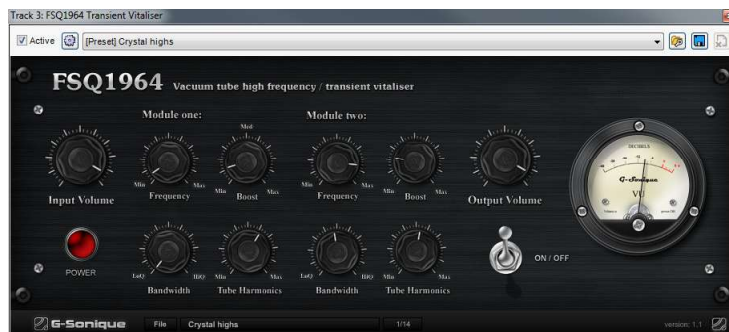 Track 3: FSQ1964 Transient Vitaliser
Active
[Preset] Crystal highs
FSQ1964 Vacuum tube high frequency / transient vitaliser
Module one:
Module two:
Med
Input Volume
Min
Frequency
Max
Min
Boost
Max
Min
Frequency
Max
Min
Boost
Max
Output Volume
DECIBELS
G-Sonique
VU
POWER
LoQ
Bandwidth
HiQ
Min
Tube Harmonics
Max
LoQ
Bandwidth
HiQ
Min
Tube Harmonics
Max
ON / OFF
G-Sonique
File
Crystal highs
1/14
version: 1.1